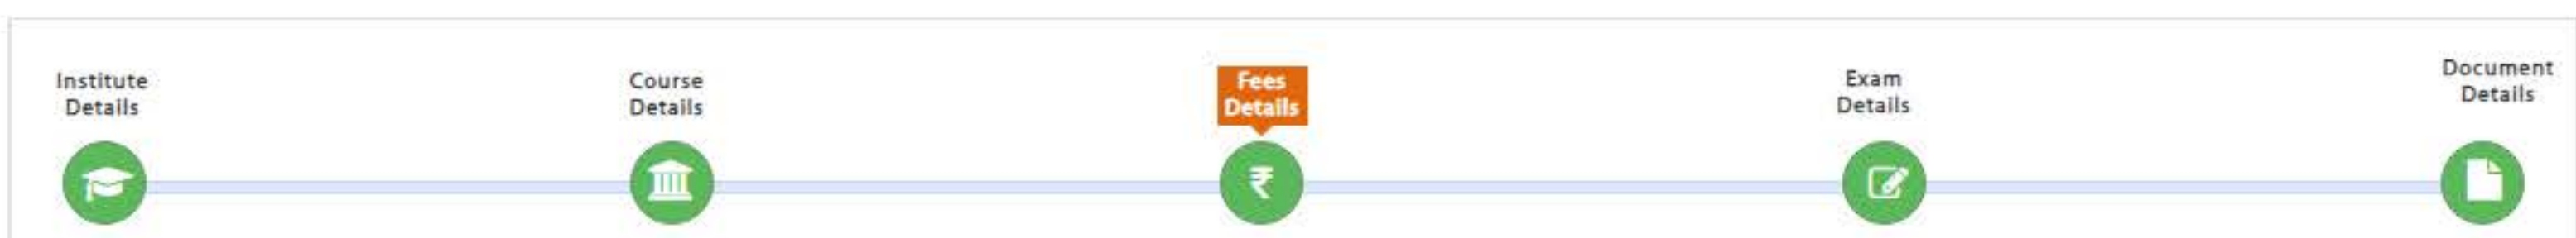 Institute
Details
Course
Details
Fees
Details
₹
Exam
Details
Document
Details